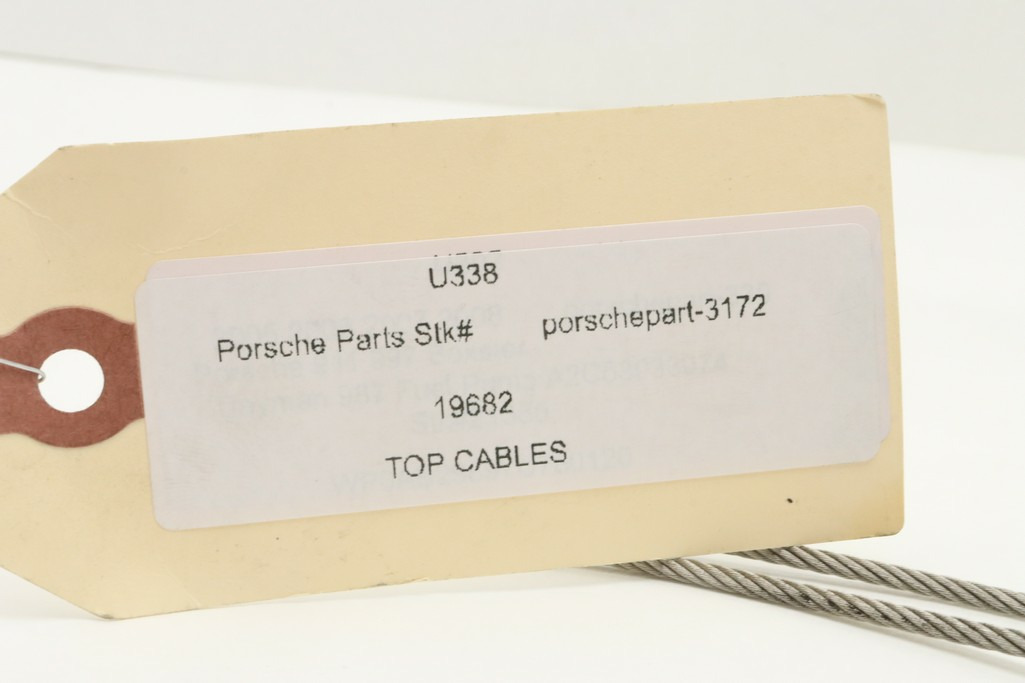 U338
Porsche Parts Stk# porschepart-3172
19682
TOP CABLES